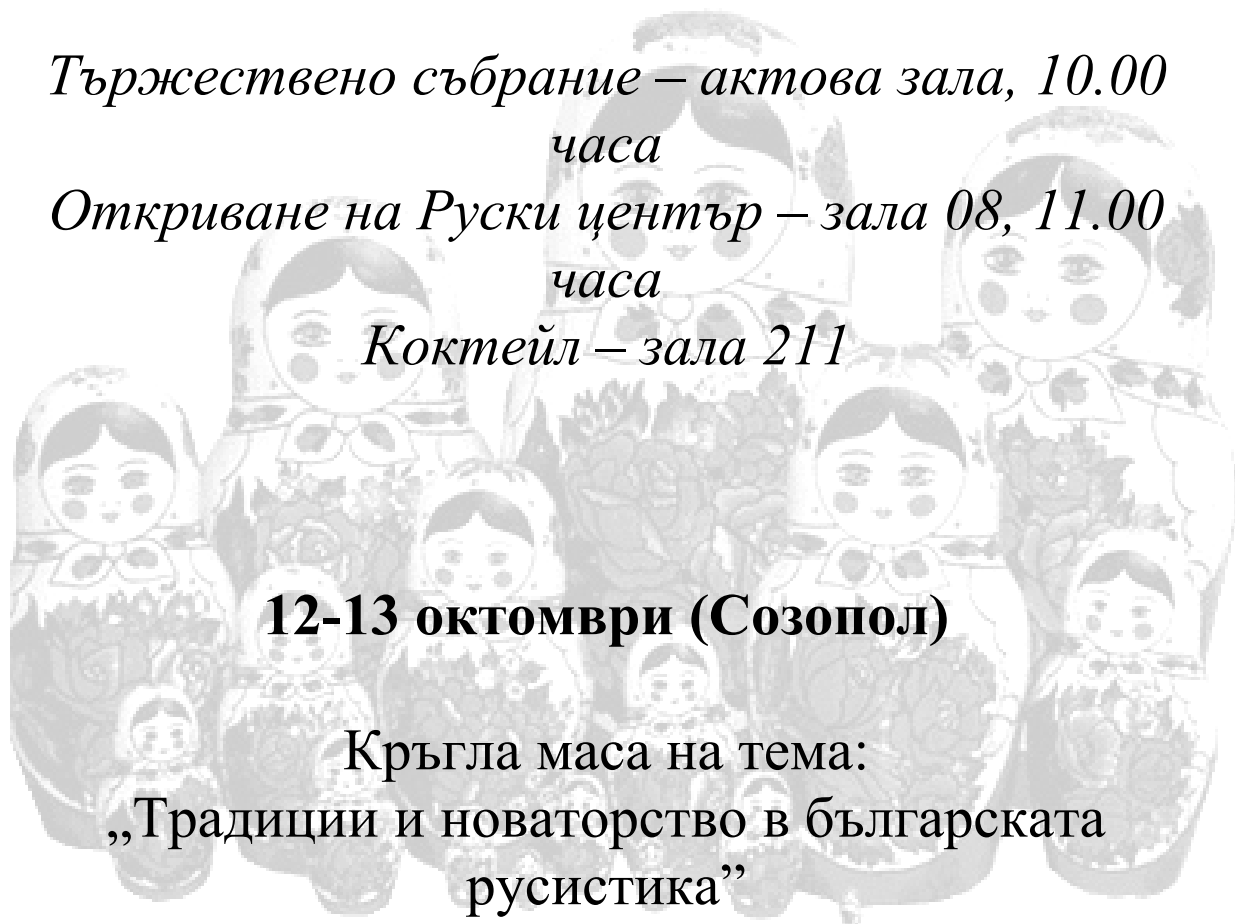 Тържествено събрание – актова зала, 10.00
часа
Откриване на Руски център – зала 08, 11.00
часа
Коктейл – зала 211
12-13 октомври (Созопол)
Кръгла маса на тема:
„Традиции и новаторство в българската
русистика”